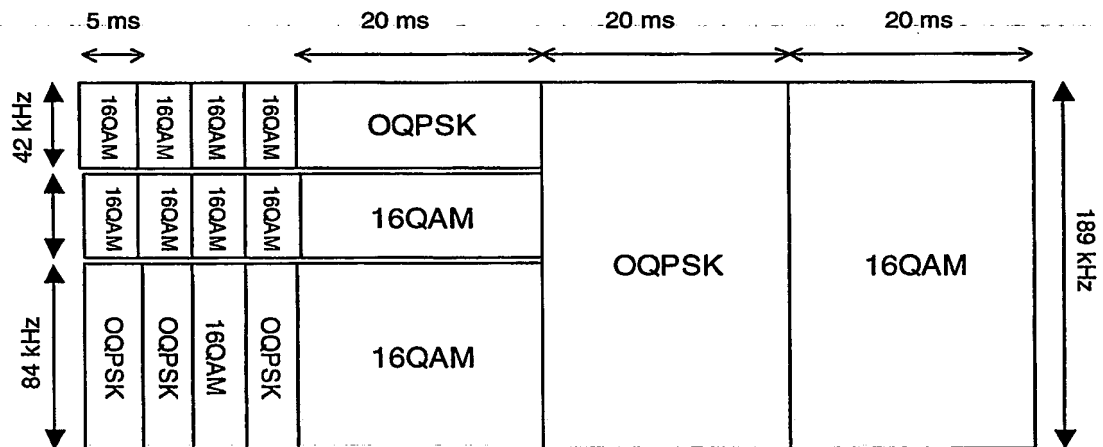 5 ms 20 ms 20 ms 20 ms
42 kHz 16QAM 16QAM 16QAM 16QAM OQPSK
16QAM 16QAM 16QAM 16QAM 16QAM
OQPSK 16QAM 189 kHz
84 kHz OQPSK OQPSK 16QAM OQPSK 16QAM